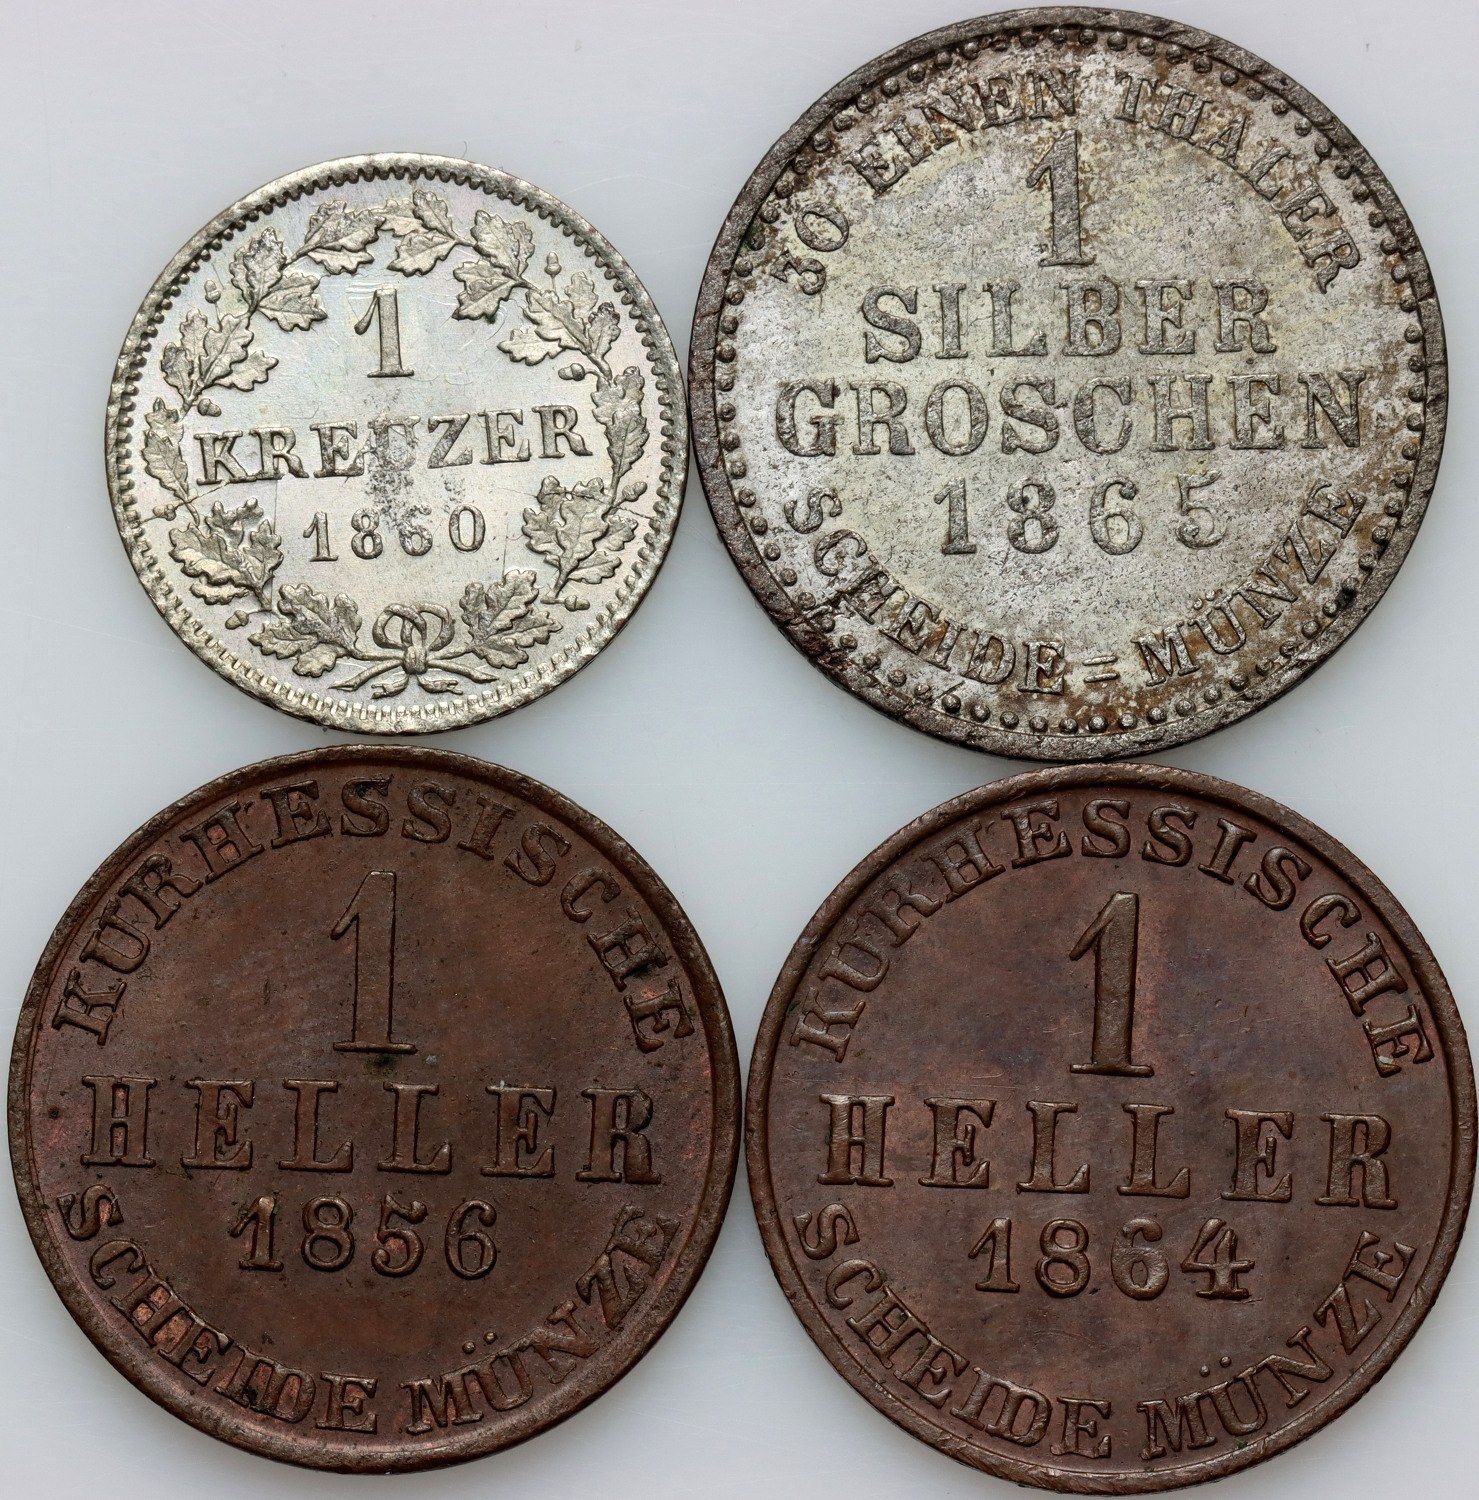 1
KREUZER
1860
30 EINEN THALER
1
SILBER
GROSCHEN
1865
SCHEIDE = MÜNZE
KURHESSISCHE
1
HELLER
1856
SCHEIDE MÜNZE
KURHESSISCHE
1
HELLER
1864
SCHEIDE MÜNZE